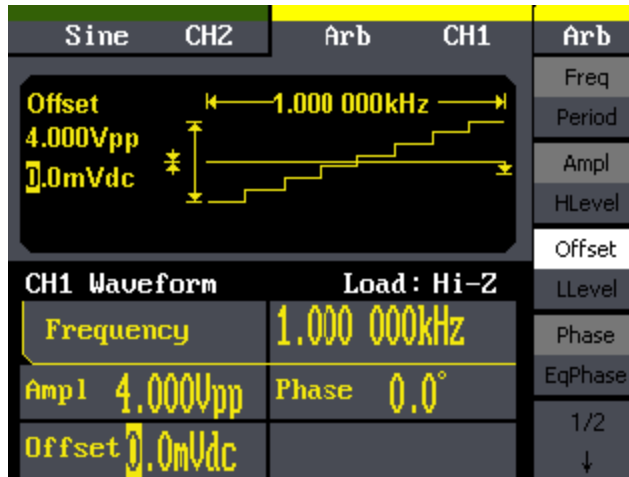 Sine CH2 Arb CH1 Arb
Freq
Period
Ampl
HLevel
Offset
LLevel
Phase
EqPhase
1/2
↓
Offset
1.000 000kHz
4.000Vpp
0.0mVdc
CH1 Waveform Load: Hi-Z
Frequency 1.000 000kHz
Ampl 4.000Vpp Phase 0.0°
Offset 0.0mVdc